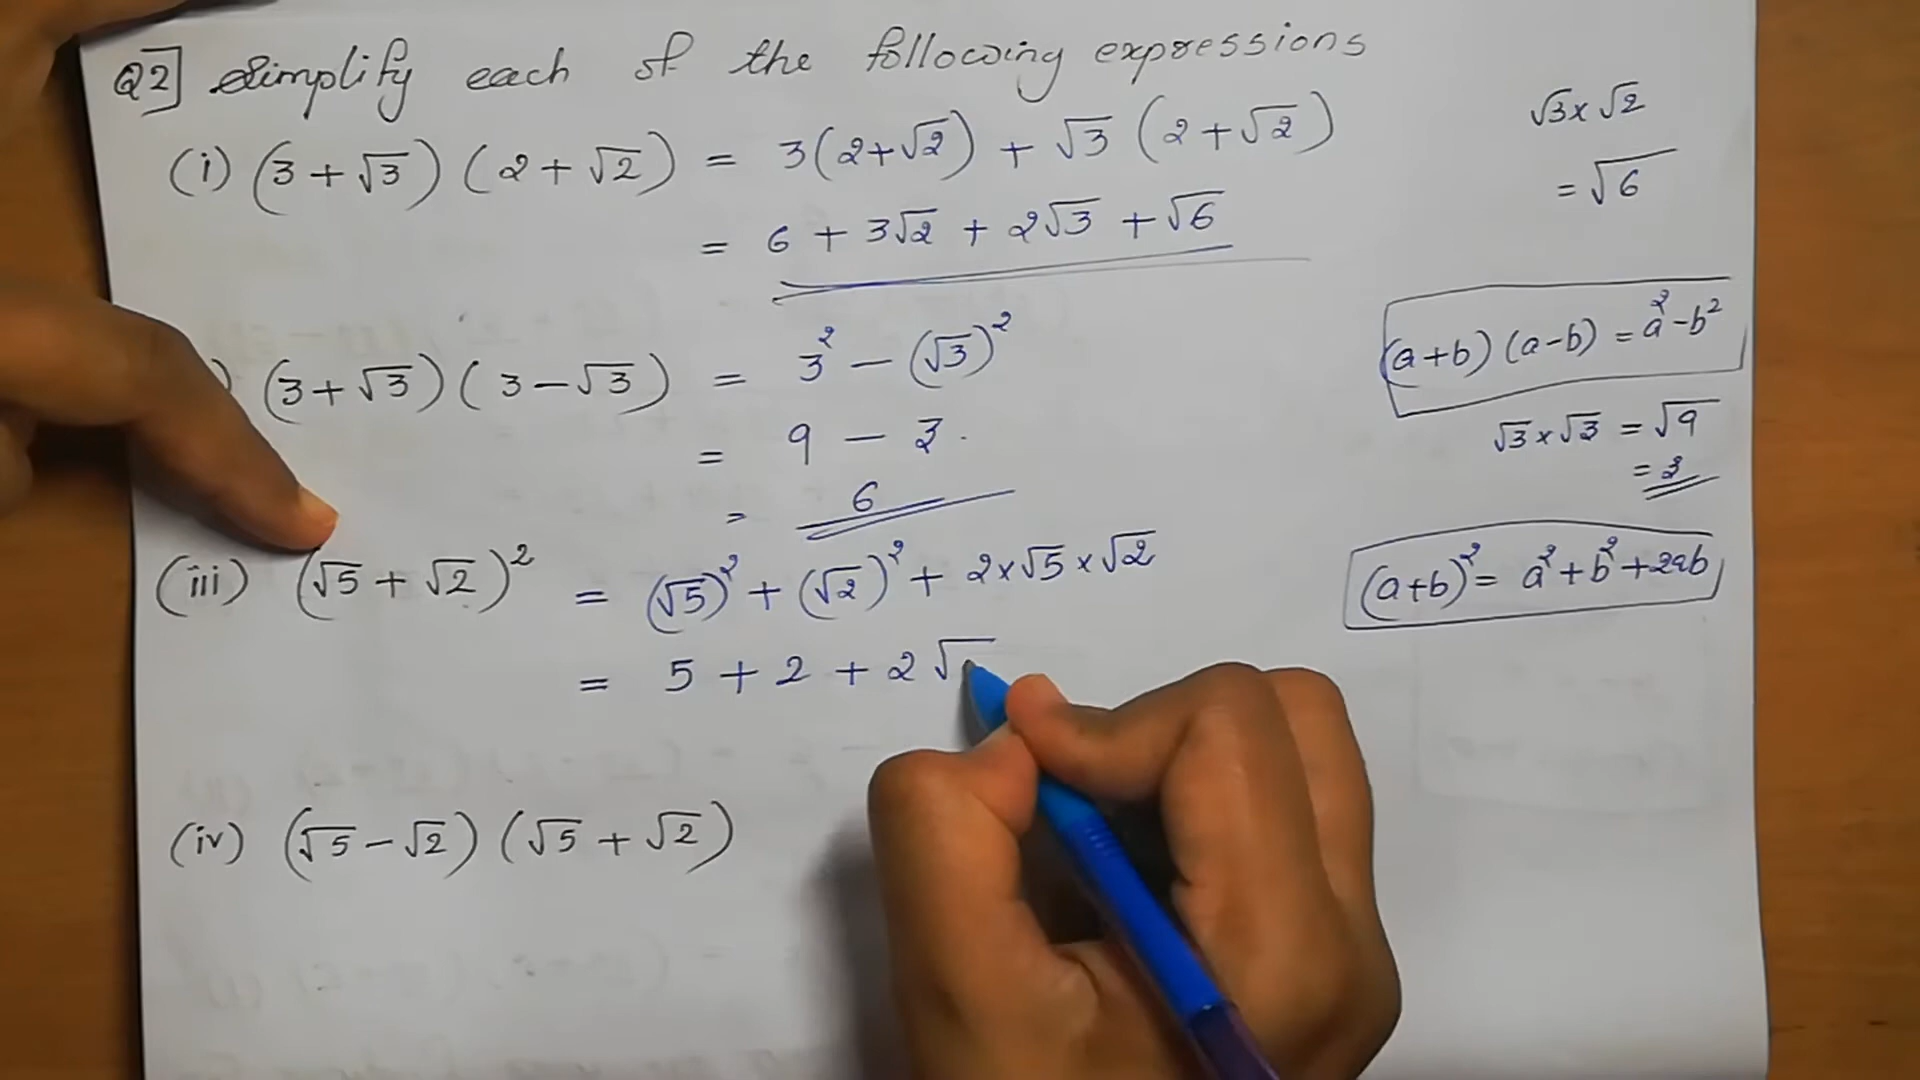 Q2] Simplify each of the following expressions
(i) (3 + √3) (2 + √2) = 3(2+√2) + √3 (2 + √2)
= 6 + 3√2 + 2√3 + √6
√3 x √2
= √6
) (3 + √3) (3 - √3) = 3² - (√3)²
= 9 - 3.
= 6
(a+b) (a-b) = a² - b²
√3 x √3 = √9
= 3
(iii) (√5 + √2)² = (√5)² + (√2)² + 2 x √5 x √2
= 5 + 2 + 2√
(a+b)² = a² + b² + 2ab
(iv) (√5 - √2) (√5 + √2)